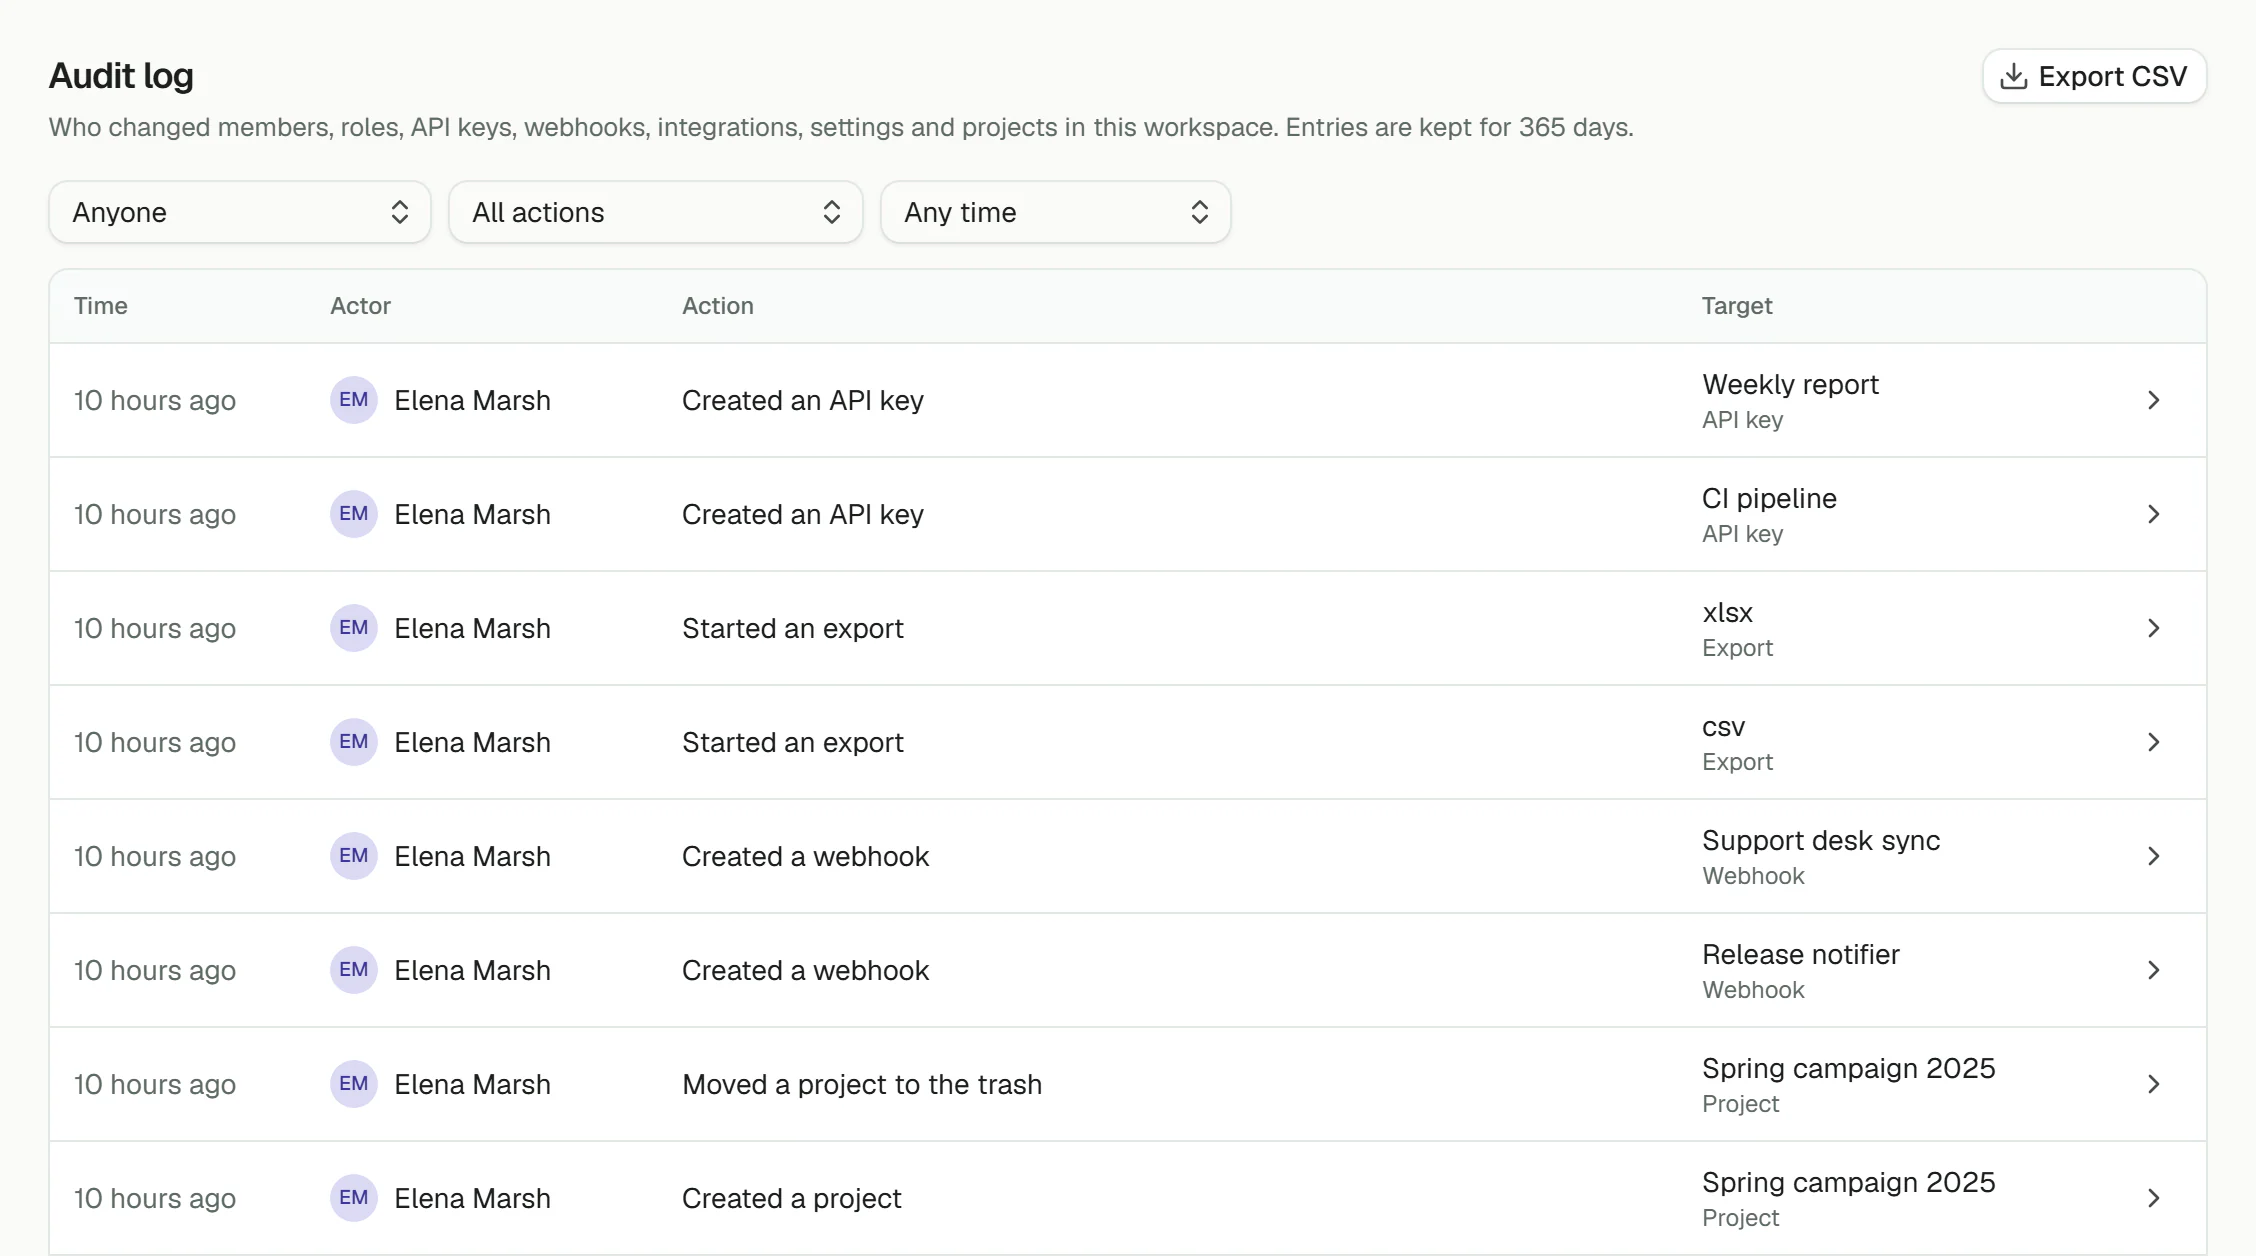 Audit log
Export CSV
Who changed members, roles, API keys, webhooks, integrations, settings and projects in this workspace. Entries are kept for 365 days.
Anyone All actions Any time
Time Actor Action Target
10 hours ago EM Elena Marsh Created an API key Weekly report
API key
10 hours ago EM Elena Marsh Created an API key CI pipeline
API key
10 hours ago EM Elena Marsh Started an export xlsx
Export
10 hours ago EM Elena Marsh Started an export csv
Export
10 hours ago EM Elena Marsh Created a webhook Support desk sync
Webhook
10 hours ago EM Elena Marsh Created a webhook Release notifier
Webhook
10 hours ago EM Elena Marsh Moved a project to the trash Spring campaign 2025
Project
10 hours ago EM Elena Marsh Created a project Spring campaign 2025
Project